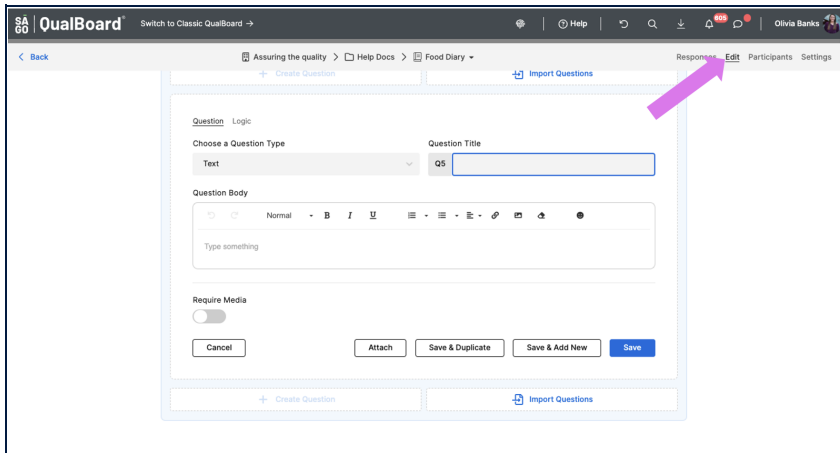 SĀGO QualBoard® Switch to Classic QualBoard → Help 805 Olivia Banks
Back Assuring the quality > Help Docs > Food Diary Responses Edit Participants Settings
+ Create Question Import Questions
Question Logic
Choose a Question Type Question Title
Text Q5
Question Body
Normal B I U
Type something
Require Media
Cancel Attach Save & Duplicate Save & Add New Save
+ Create Question Import Questions